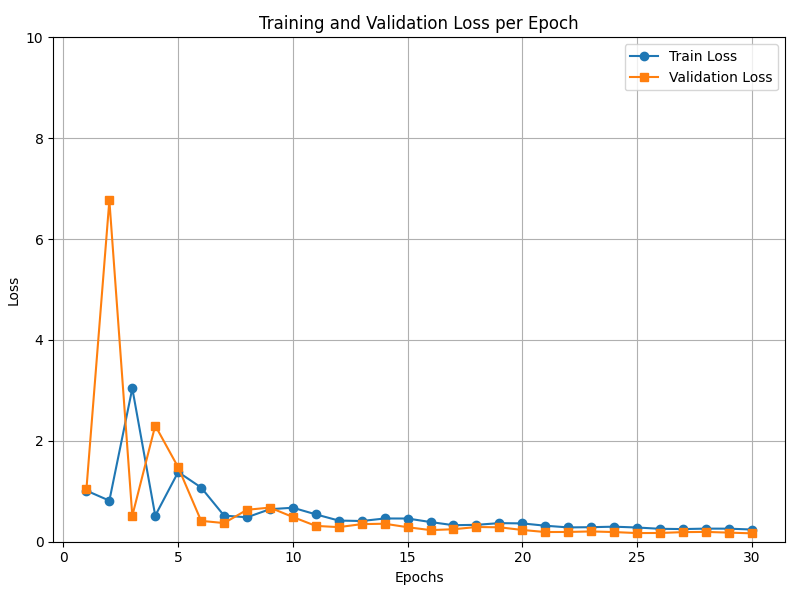 Training and Validation Loss per Epoch
Train Loss
Validation Loss
10
8
6
4
2
0
Loss
0 5 10 15 20 25 30
Epochs